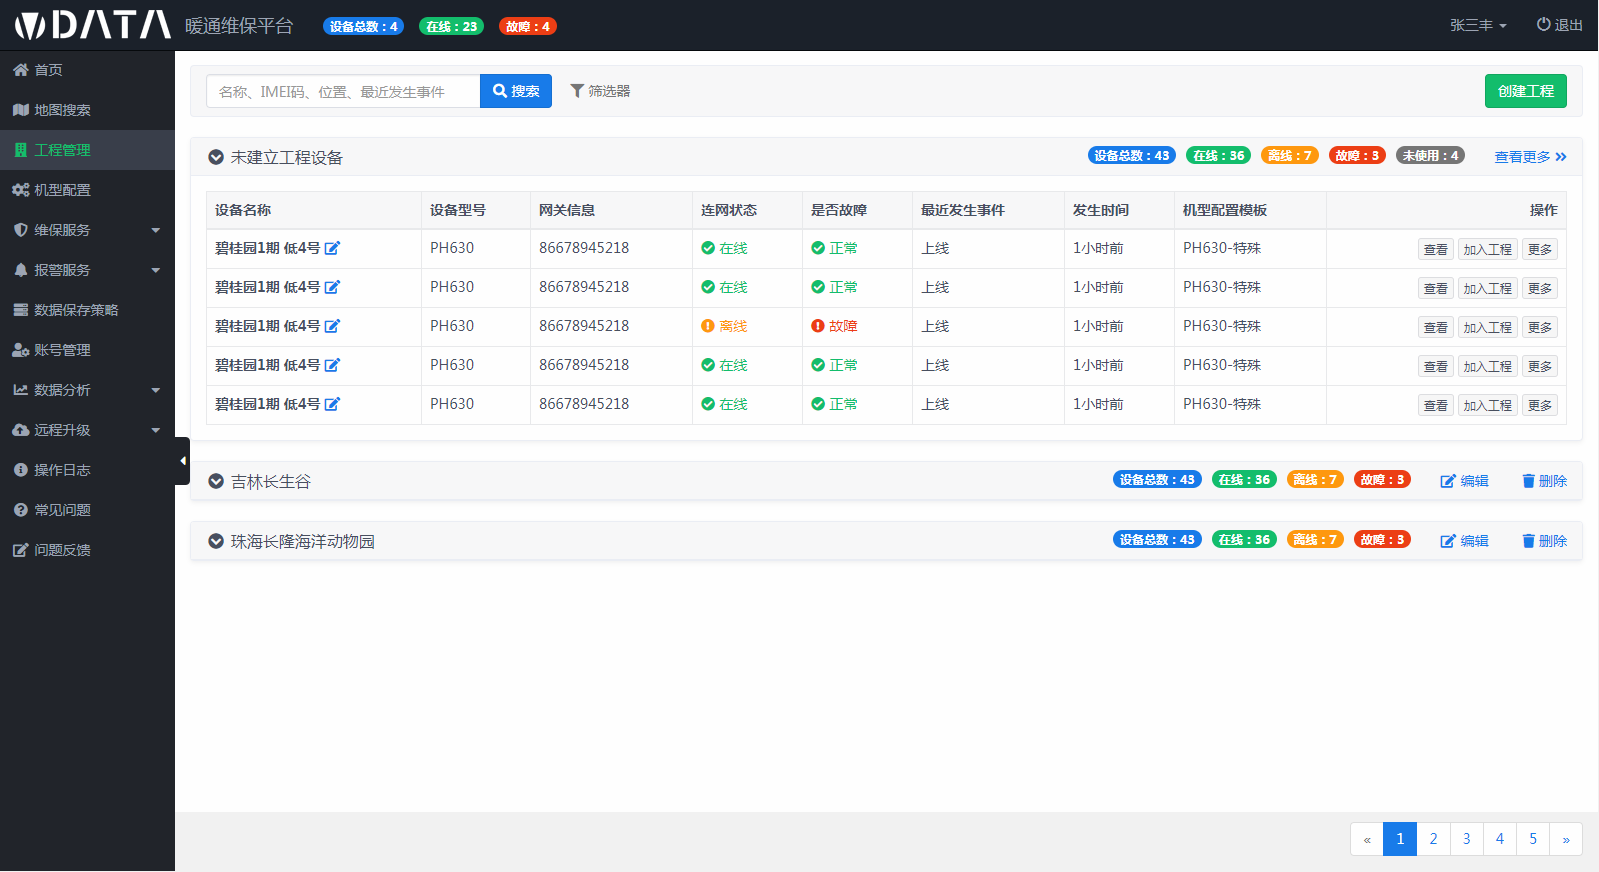 WDATA 暖通维保平台 设备总数：4 在线：23 故障：4 张三丰 退出
首页
地图搜索
工程管理
机型配置
维保服务
报警服务
数据保存策略
账号管理
数据分析
远程升级
操作日志
常见问题
问题反馈
名称、IMEI码、位置、最近发生事件 搜索 筛选器 创建工程
未建立工程设备 设备总数：43 在线：36 离线：7 故障：3 未使用：4 查看更多
设备名称 设备型号 网关信息 连网状态 是否故障 最近发生事件 发生时间 机型配置模板 操作
碧桂园1期 低4号 PH630 86678945218 在线 正常 上线 1小时前 PH630-特殊 查看 加入工程 更多
碧桂园1期 低4号 PH630 86678945218 在线 正常 上线 1小时前 PH630-特殊 查看 加入工程 更多
碧桂园1期 低4号 PH630 86678945218 离线 故障 上线 1小时前 PH630-特殊 查看 加入工程 更多
碧桂园1期 低4号 PH630 86678945218 在线 正常 上线 1小时前 PH630-特殊 查看 加入工程 更多
碧桂园1期 低4号 PH630 86678945218 在线 正常 上线 1小时前 PH630-特殊 查看 加入工程 更多
吉林长生谷 设备总数：43 在线：36 离线：7 故障：3 编辑 删除
珠海长隆海洋动物园 设备总数：43 在线：36 离线：7 故障：3 编辑 删除
« 1 2 3 4 5 »